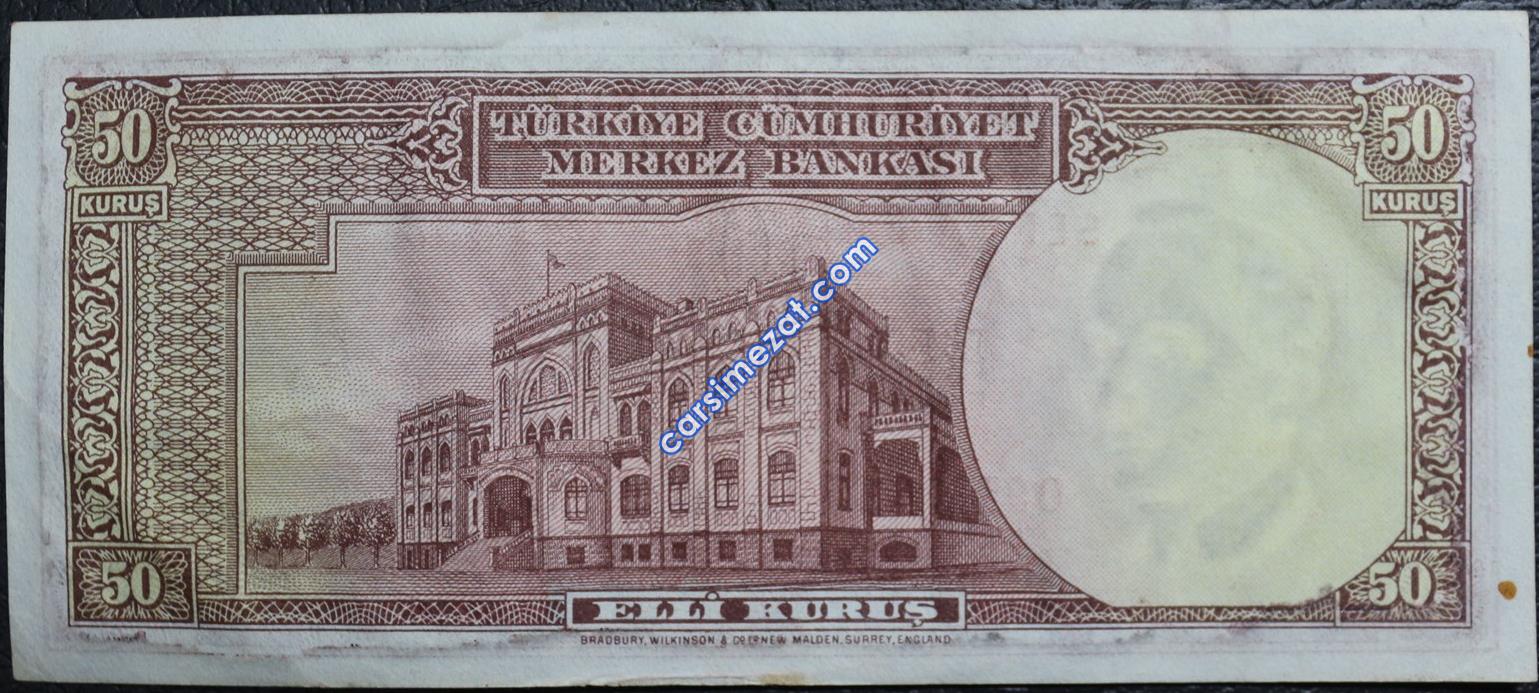 50
TÜRKİYE CÜMHURİYET
MERKEZ BANKASI
50
KURUŞ
KURUŞ
carsimezat.com
50
ELLİ KURUŞ
50
BRADBURY, WILKINSON & Co Ld NEW MALDEN, SURREY, ENGLAND